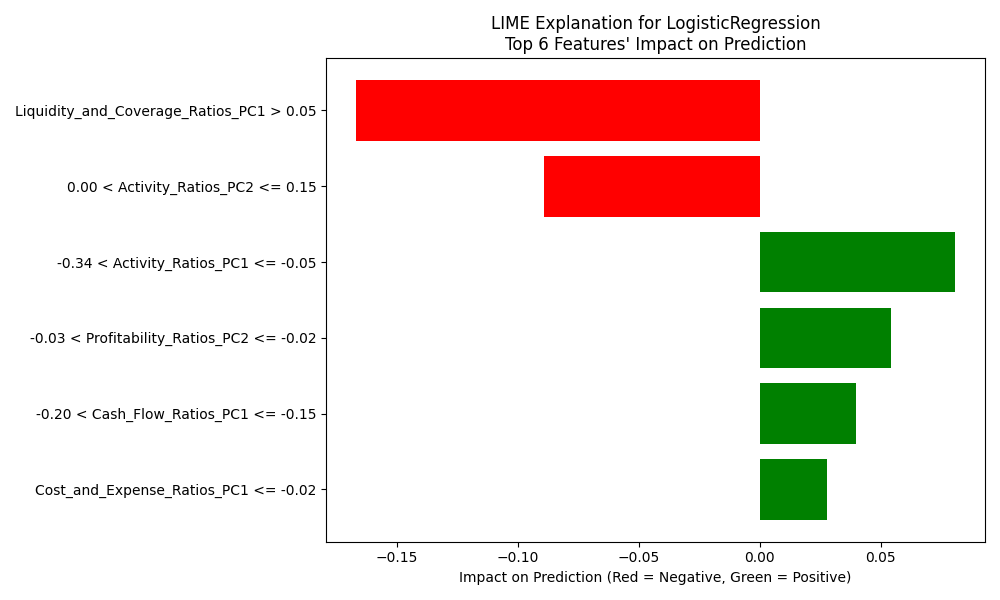 LIME Explanation for LogisticRegression
Top 6 Features' Impact on Prediction
Liquidity_and_Coverage_Ratios_PC1 > 0.05
0.00 < Activity_Ratios_PC2 <= 0.15
-0.34 < Activity_Ratios_PC1 <= -0.05
-0.03 < Profitability_Ratios_PC2 <= -0.02
-0.20 < Cash_Flow_Ratios_PC1 <= -0.15
Cost_and_Expense_Ratios_PC1 <= -0.02
−0.15 −0.10 −0.05 0.00 0.05
Impact on Prediction (Red = Negative, Green = Positive)